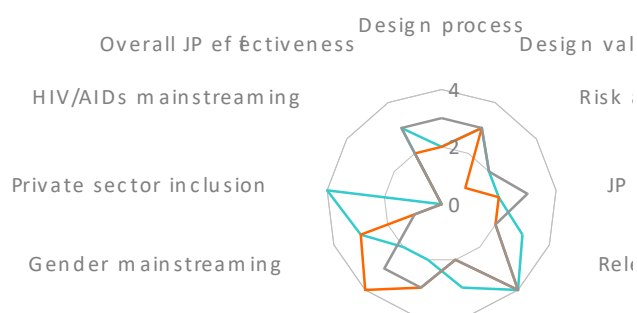 Design process
Overall JP effectiveness
Design val
HIV/AIDs mainstreaming
4
Risk a
2
Private sector inclusion
JP
0
Gender mainstreaming
Rele